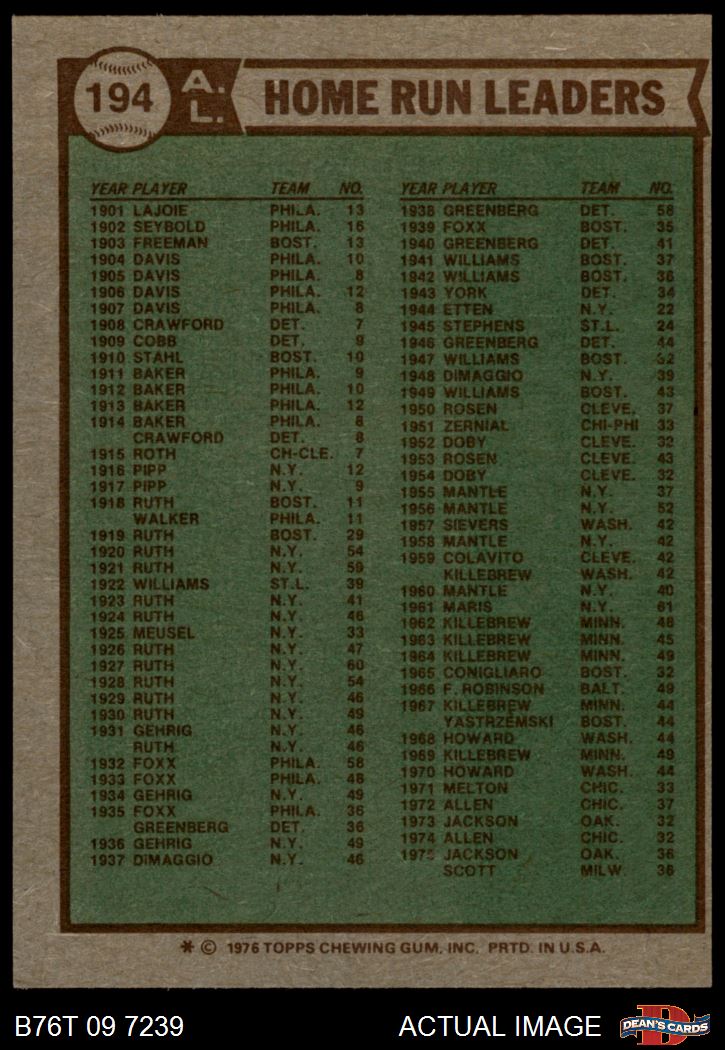 194 A.L. HOME RUN LEADERS
YEAR PLAYER TEAM NO.
1901 LAJOIE PHILA. 13
1902 SEYBOLD PHILA. 16
1903 FREEMAN BOST. 13
1904 DAVIS PHILA. 10
1905 DAVIS PHILA. 8
1906 DAVIS PHILA. 12
1907 DAVIS PHILA. 8
1908 CRAWFORD DET. 7
1909 COBB DET. 9
1910 STAHL BOST. 10
1911 BAKER PHILA. 9
1912 BAKER PHILA. 10
1913 BAKER PHILA. 12
1914 BAKER PHILA. 8
CRAWFORD DET. 8
1915 ROTH CH-CLE. 7
1916 PIPP N.Y. 12
1917 PIPP N.Y. 9
1918 RUTH BOST. 11
WALKER PHILA. 11
1919 RUTH BOST. 29
1920 RUTH N.Y. 54
1921 RUTH N.Y. 59
1922 WILLIAMS ST.L. 39
1923 RUTH N.Y. 41
1924 RUTH N.Y. 46
1925 MEUSEL N.Y. 33
1926 RUTH N.Y. 47
1927 RUTH N.Y. 60
1928 RUTH N.Y. 54
1929 RUTH N.Y. 46
1930 RUTH N.Y. 49
1931 GEHRIG N.Y. 46
RUTH N.Y. 46
1932 FOXX PHILA. 58
1933 FOXX PHILA. 48
1934 GEHRIG N.Y. 49
1935 FOXX PHILA. 36
GREENBERG DET. 36
1936 GEHRIG N.Y. 49
1937 DiMAGGIO N.Y. 46
YEAR PLAYER TEAM NO.
1938 GREENBERG DET. 58
1939 FOXX BOST. 35
1940 GREENBERG DET. 41
1941 WILLIAMS BOST. 37
1942 WILLIAMS BOST. 36
1943 YORK DET. 34
1944 ETTEN N.Y. 22
1945 STEPHENS ST.L. 24
1946 GREENBERG DET. 44
1947 WILLIAMS BOST. 32
1948 DIMAGGIO N.Y. 39
1949 WILLIAMS BOST. 43
1950 ROSEN CLEVE. 37
1951 ZERNIAL CHI-PHI 33
1952 DOBY CLEVE. 32
1953 ROSEN CLEVE. 43
1954 DOBY CLEVE. 32
1955 MANTLE N.Y. 37
1956 MANTLE N.Y. 52
1957 SIEVERS WASH. 42
1958 MANTLE N.Y. 42
1959 COLAVITO CLEVE. 42
KILLEBREW WASH. 42
1960 MANTLE N.Y. 40
1961 MARIS N.Y. 61
1962 KILLEBREW MINN. 48
1963 KILLEBREW MINN. 45
1964 KILLEBREW MINN. 49
1965 CONIGLIARO BOST. 32
1966 F. ROBINSON BALT. 49
1967 KILLEBREW MINN. 44
YASTRZEMSKI BOST. 44
1968 HOWARD WASH. 44
1969 KILLEBREW MINN. 49
1970 HOWARD WASH. 44
1971 MELTON CHIC. 33
1972 ALLEN CHIC. 37
1973 JACKSON OAK. 32
1974 ALLEN CHIC. 32
1975 JACKSON OAK. 36
SCOTT MILW. 36
* © 1976 TOPPS CHEWING GUM, INC. PRTD. IN U.S.A.
B76T 09 7239 ACTUAL IMAGE D DEAN'S CARDS